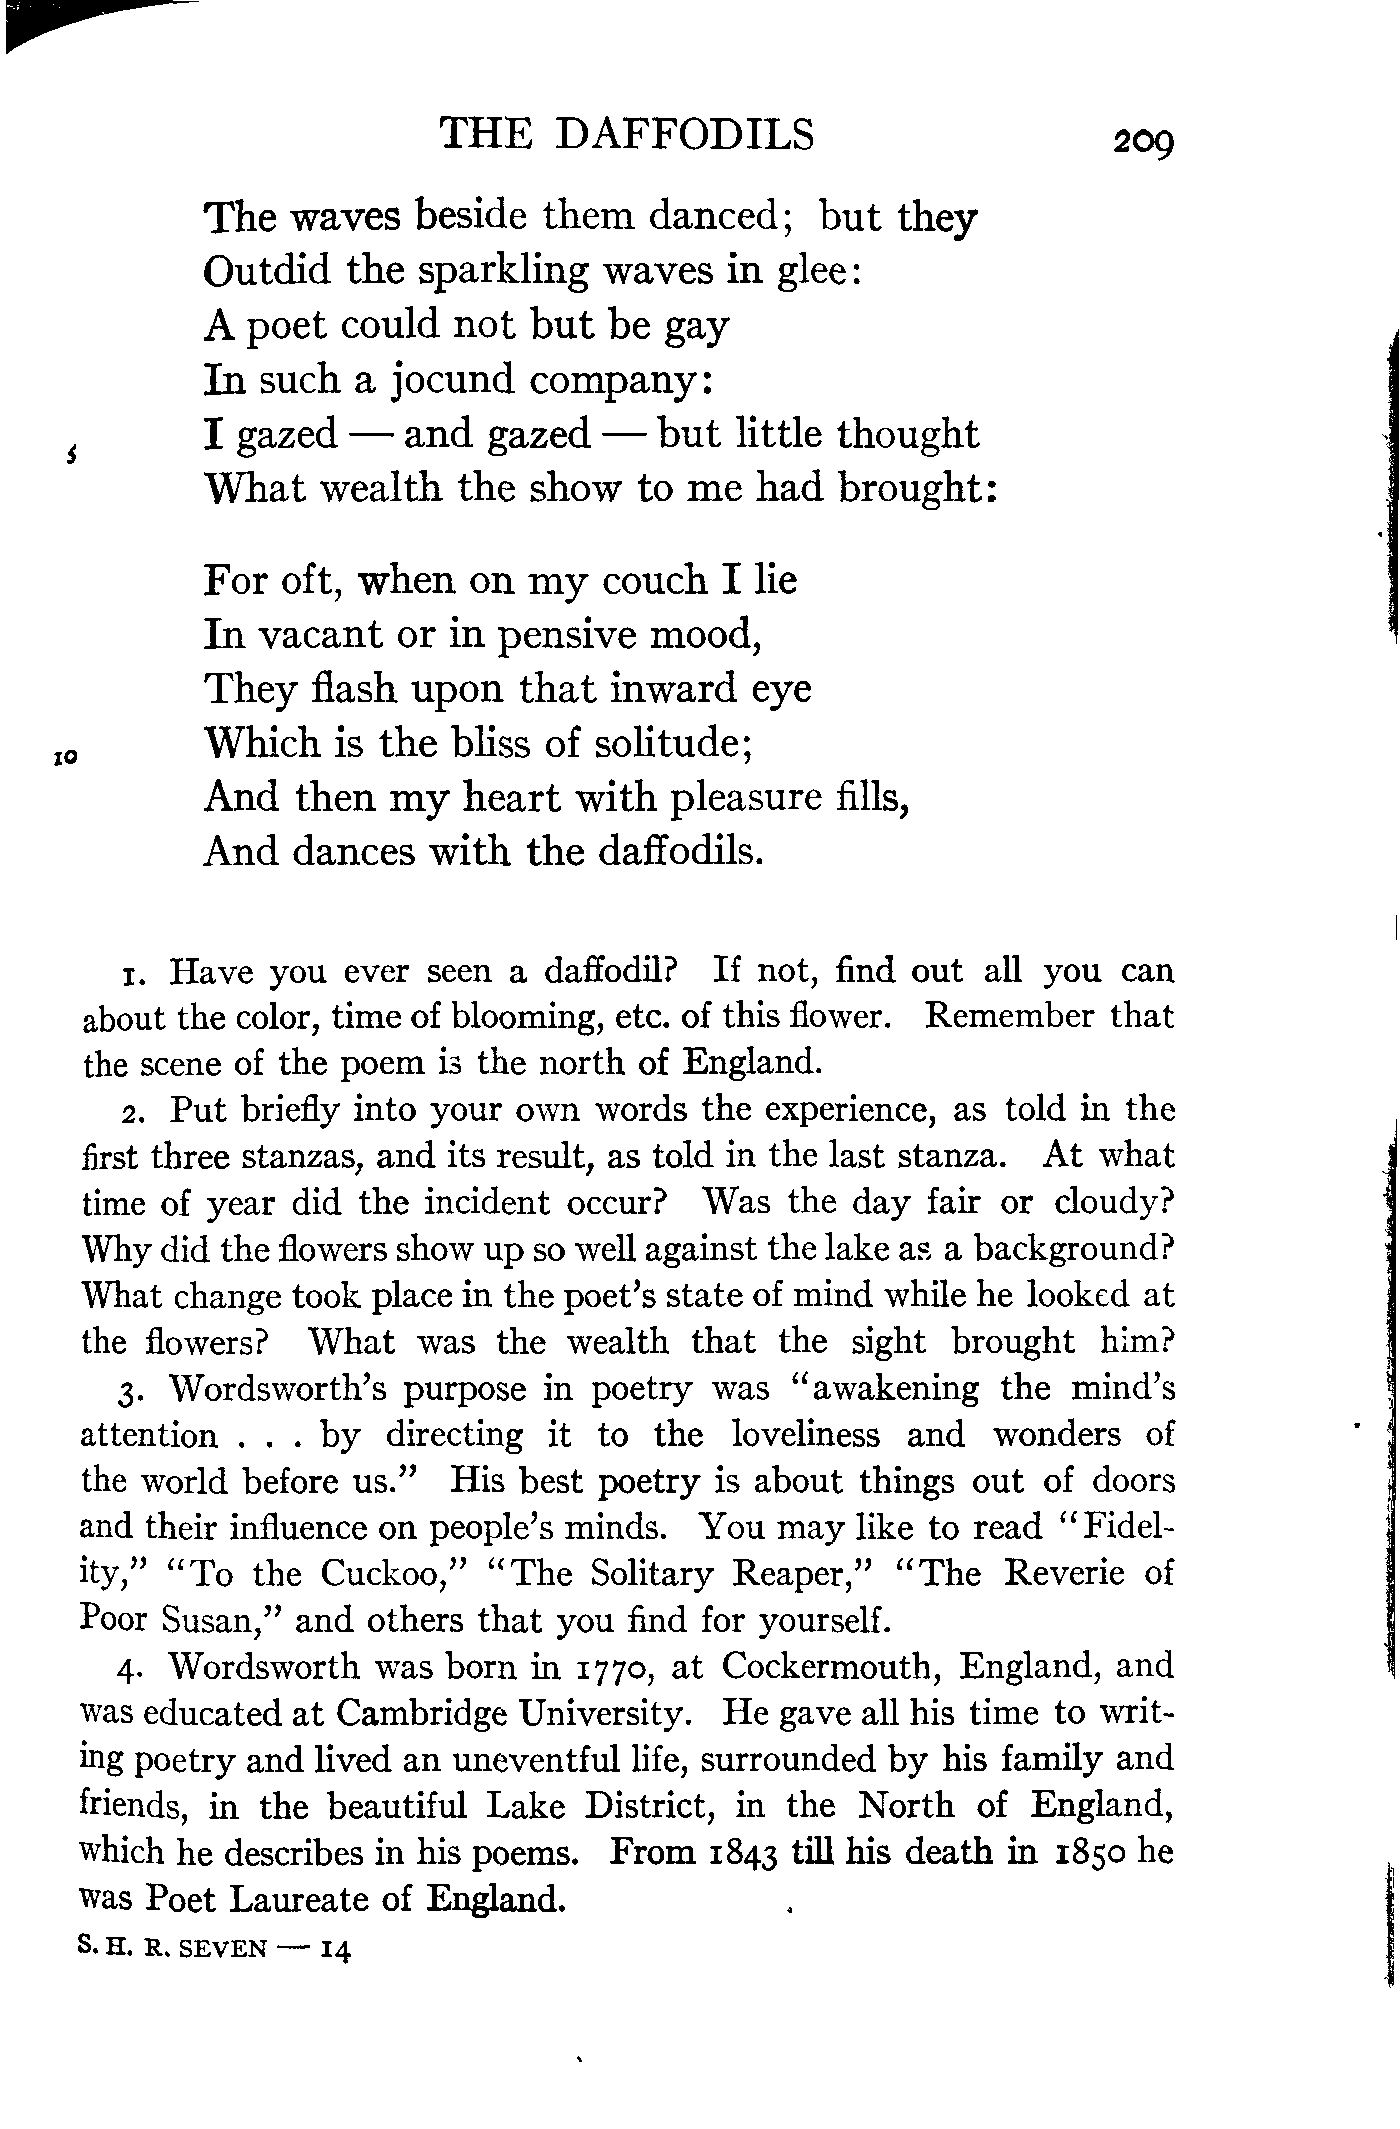 THE DAFFODILS 209
The waves beside them danced; but they
Outdid the sparkling waves in glee:
A poet could not but be gay
In such a jocund company:
5 I gazed — and gazed — but little thought
What wealth the show to me had brought:
For oft, when on my couch I lie
In vacant or in pensive mood,
They flash upon that inward eye
10 Which is the bliss of solitude;
And then my heart with pleasure fills,
And dances with the daffodils.
1. Have you ever seen a daffodil? If not, find out all you can
about the color, time of blooming, etc. of this flower. Remember that
the scene of the poem is the north of England.
2. Put briefly into your own words the experience, as told in the
first three stanzas, and its result, as told in the last stanza. At what
time of year did the incident occur? Was the day fair or cloudy?
Why did the flowers show up so well against the lake as a background?
What change took place in the poet's state of mind while he looked at
the flowers? What was the wealth that the sight brought him?
3. Wordsworth's purpose in poetry was "awakening the mind's
attention . . . by directing it to the loveliness and wonders of
the world before us." His best poetry is about things out of doors
and their influence on people's minds. You may like to read "Fidel-
ity," "To the Cuckoo," "The Solitary Reaper," "The Reverie of
Poor Susan," and others that you find for yourself.
4. Wordsworth was born in 1770, at Cockermouth, England, and
was educated at Cambridge University. He gave all his time to writ-
ing poetry and lived an uneventful life, surrounded by his family and
friends, in the beautiful Lake District, in the North of England,
which he describes in his poems. From 1843 till his death in 1850 he
was Poet Laureate of England.
S. H. R. SEVEN — 14